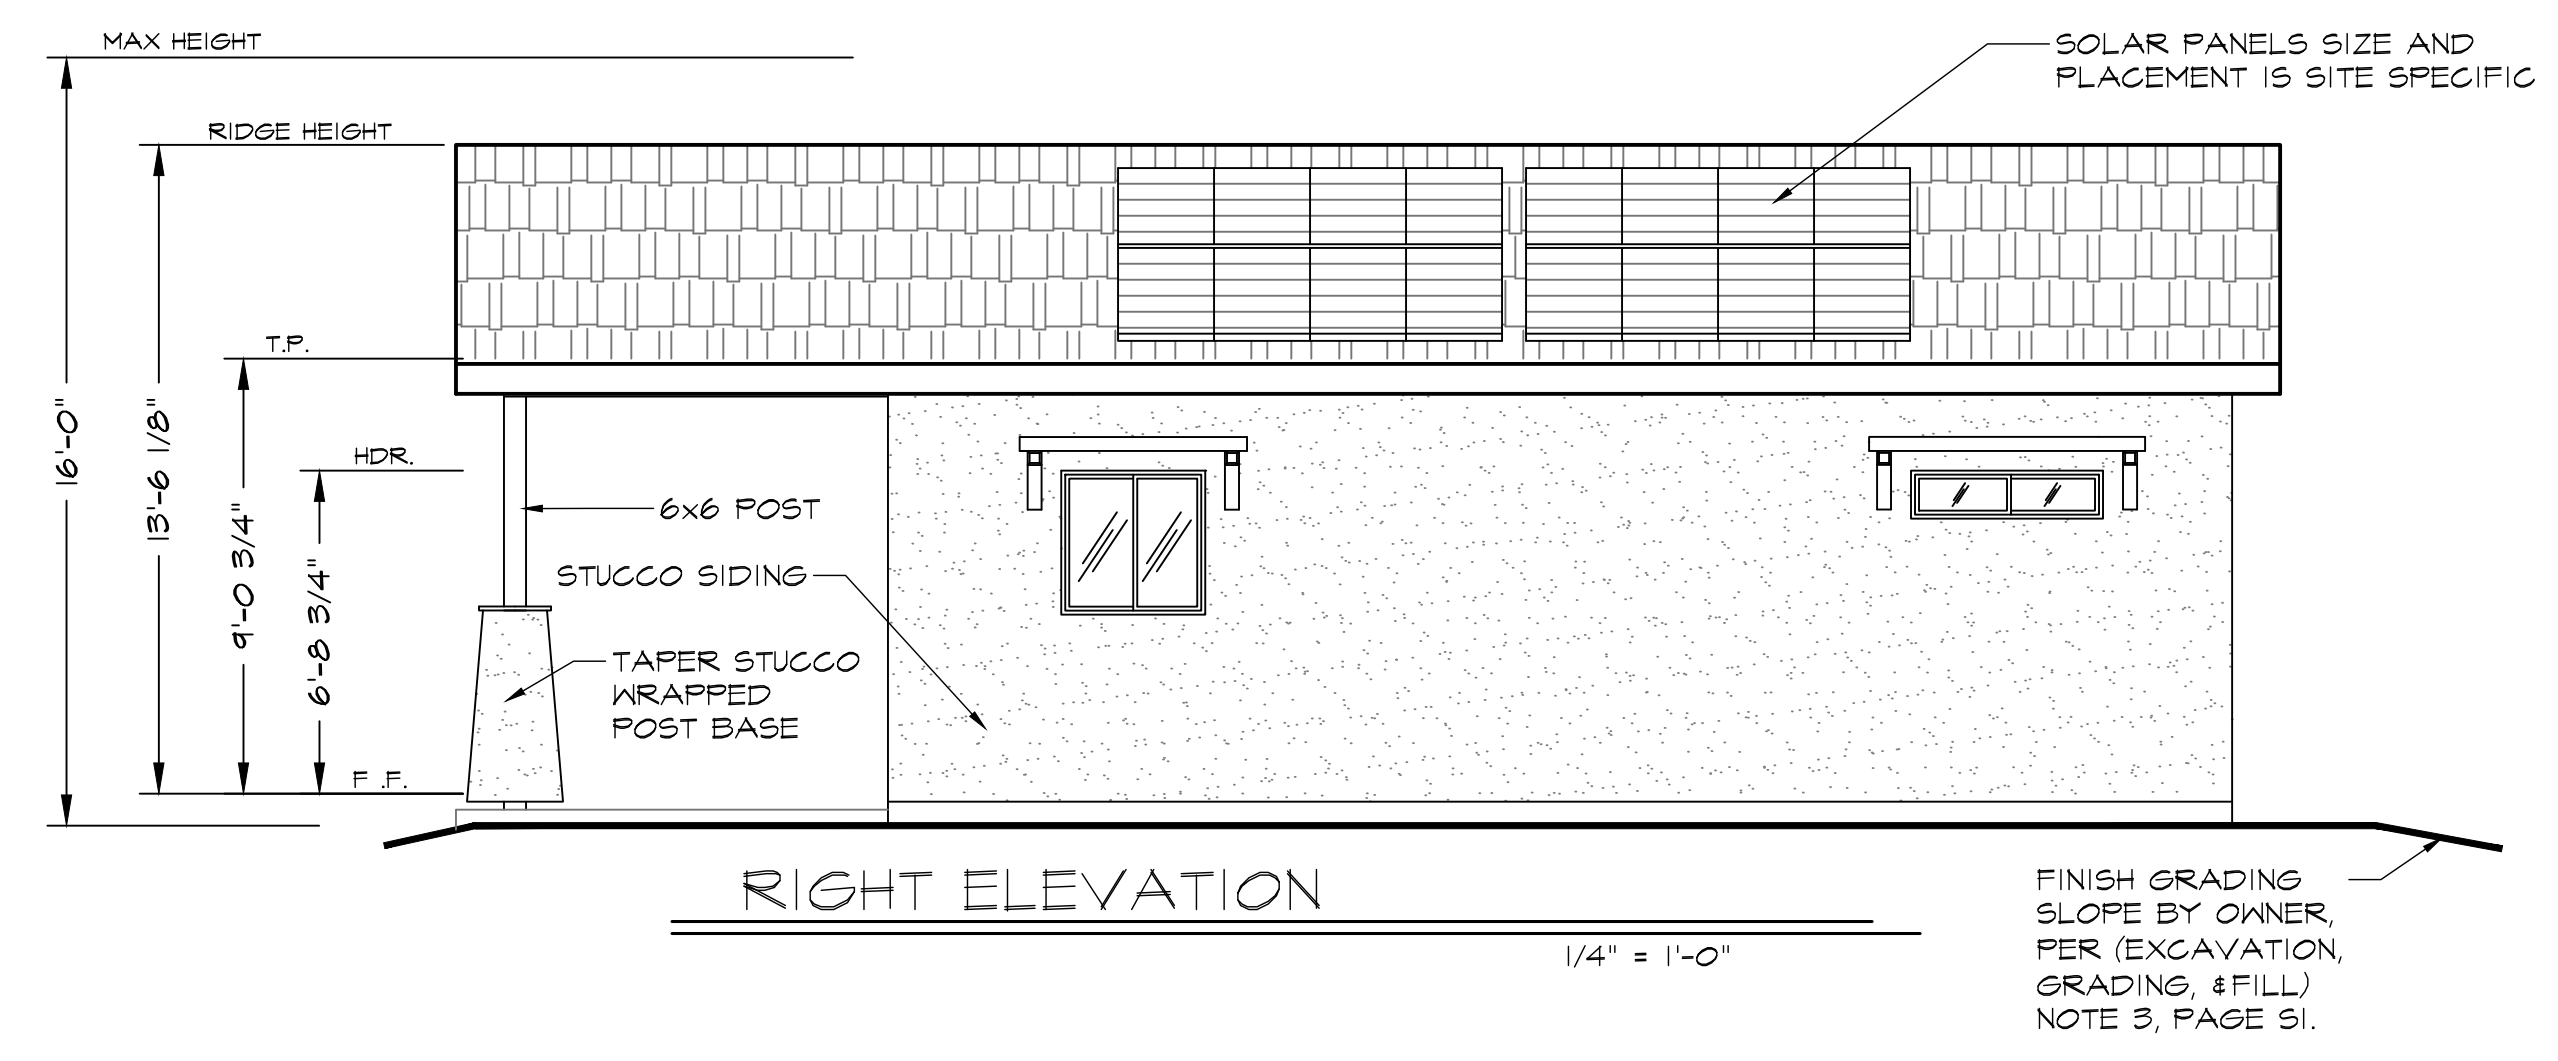 MAX HEIGHT
SOLAR PANELS SIZE AND
PLACEMENT IS SITE SPECIFIC
RIDGE HEIGHT
T.P.
HDR.
16'-0"
13'-6 1/8"
9'-0 3/4"
6'-8 3/4"
6x6 POST
STUCCO SIDING
TAPER STUCCO
WRAPPED
POST BASE
F .F.
RIGHT ELEVATION
1/4" = 1'-0"
FINISH GRADING
SLOPE BY OWNER,
PER (EXCAVATION,
GRADING, &FILL)
NOTE 3, PAGE S1.